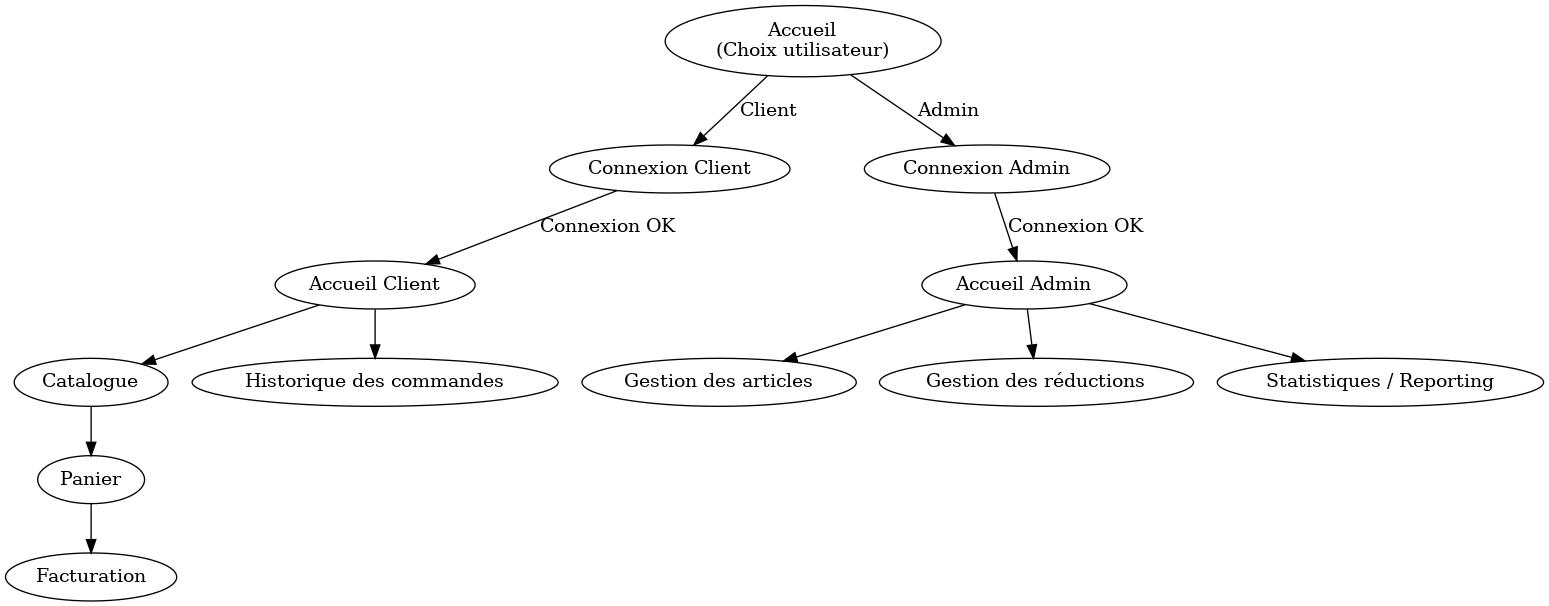 Accueil
(Choix utilisateur)
Client
Admin
Connexion Client
Connexion Admin
Connexion OK
Connexion OK
Accueil Client
Accueil Admin
Catalogue
Historique des commandes
Gestion des articles
Gestion des réductions
Statistiques / Reporting
Panier
Facturation